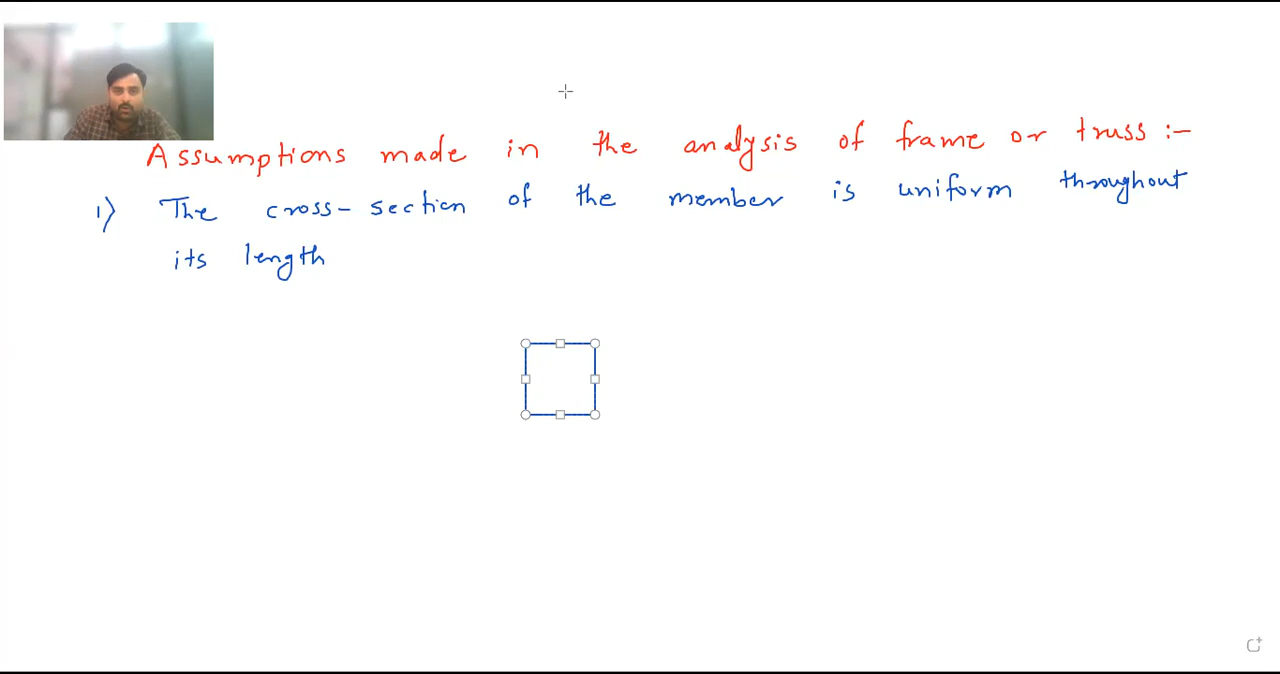 Assumptions made in the analysis of frame or truss :-
1) The cross-section of the member is uniform throughout
its length